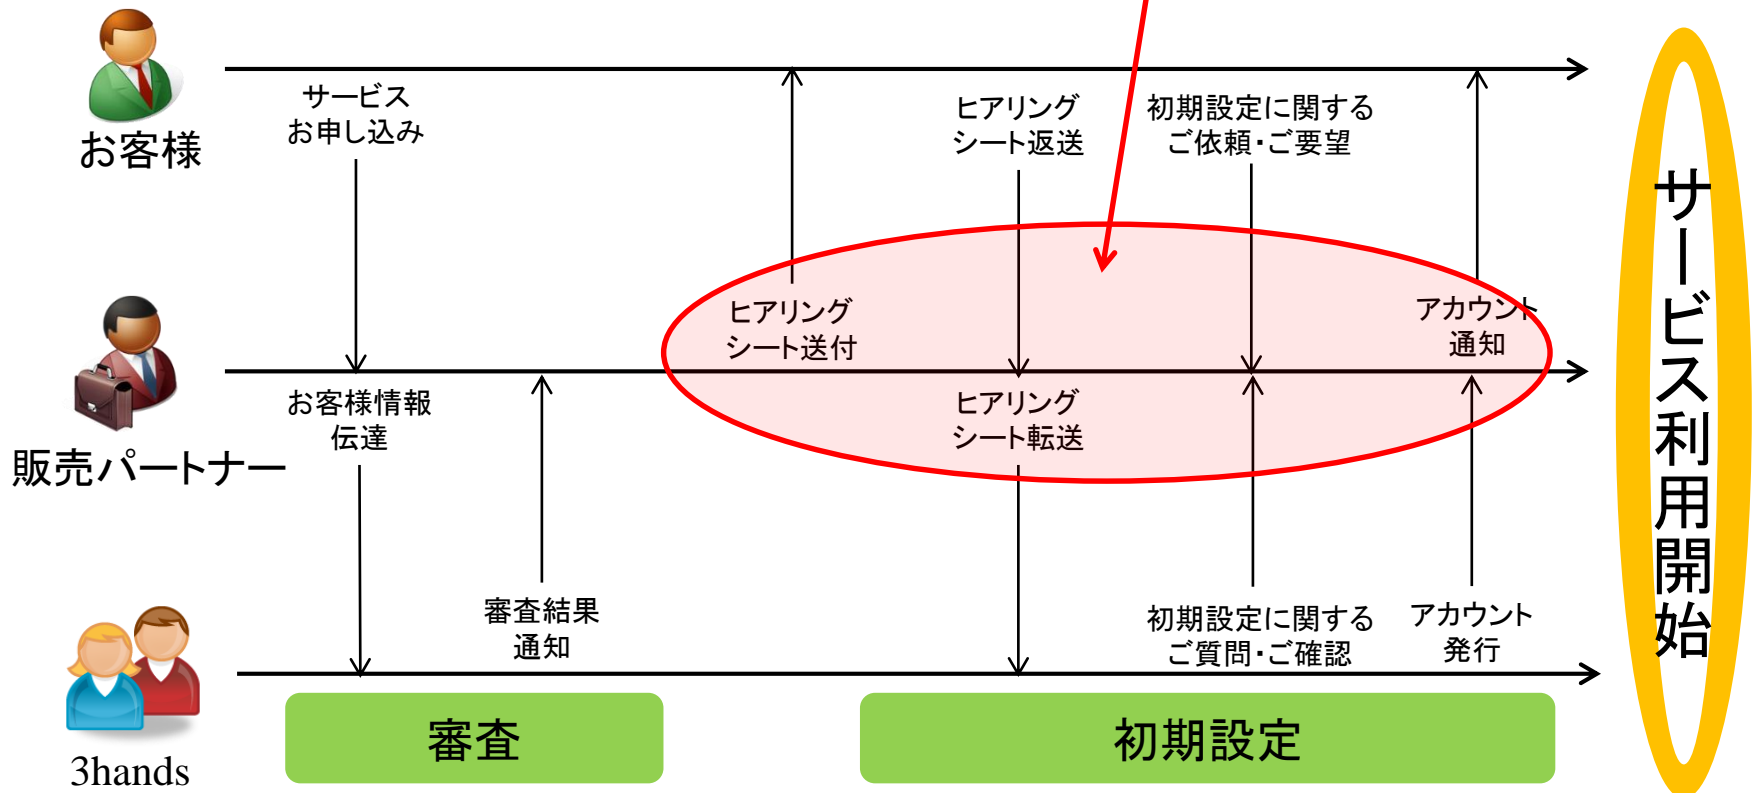 お客様
サービス
お申し込み
ヒアリング
シート返送
初期設定に関する
ご依頼・ご要望
販売パートナー
ヒアリング
シート送付
アカウント
通知
お客様情報
伝達
ヒアリング
シート転送
3hands
審査結果
通知
初期設定に関する
ご質問・ご確認
アカウント
発行
審査
初期設定
サービス利用開始